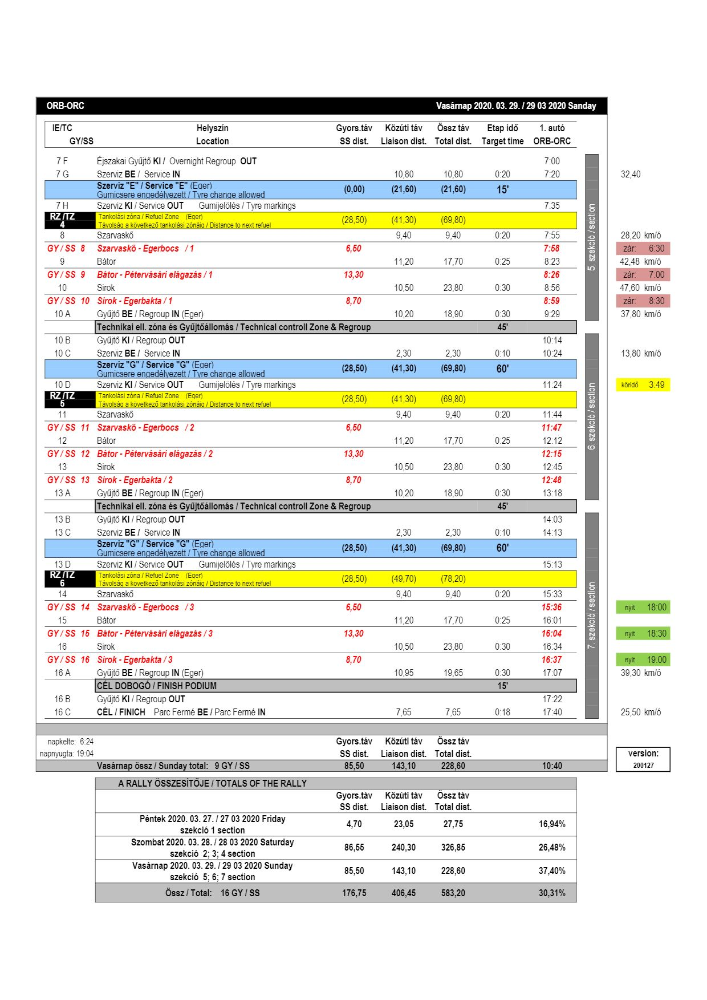 ORB-ORC Vasárnap 2020. 03. 29. / 29 03 2020 Sanday
IE/TC Helyszín Gyors.táv Közúti táv Össz táv Etap idő 1. autó
GY/SS Location SS dist. Liaison dist. Total dist. Target time ORB-ORC
7 F Éjszakai Gyűjtő KI / Overnight Regroup OUT 7:00
7 G Szerviz BE / Service IN 10,80 10,80 0:20 7:20 32,40
Szerviz "E" / Service "E" (Eger)
Gumicsere engedélyezett / Tyre change allowed (0,00) (21,60) (21,60) 15'
7 H Szerviz KI / Service OUT Gumijelölés / Tyre markings 7:35
RZ /TZ Tankolási zóna / Refuel Zone (Eger)
4 Távolság a következő tankolási zónáig / Distance to next refuel (28,50) (41,30) (69,80)
8 Szarvaskő 9,40 9,40 0:20 7:55 28,20 km/ó
GY / SS 8 Szarvaskő - Egerbocs / 1 6,50 7:58 zár: 6:30
9 Bátor 11,20 17,70 0:25 8:23 42,48 km/ó
GY / SS 9 Bátor - Pétervásári elágazás / 1 13,30 8:26 zár: 7:00
10 Sirok 10,50 23,80 0:30 8:56 47,60 km/ó
GY / SS 10 Sirok - Egerbakta / 1 8,70 8:59 zár: 8:30
10 A Gyűjtő BE / Regroup IN (Eger) 10,20 18,90 0:30 9:29 37,80 km/ó
Technikai ell. zóna és Gyűjtőállomás / Technical controll Zone & Regroup 45'
5. szekció / section
10 B Gyűjtő KI / Regroup OUT 10:14
10 C Szerviz BE / Service IN 2,30 2,30 0:10 10:24 13,80 km/ó
Szerviz "G" / Service "G" (Eger)
Gumicsere engedélyezett / Tyre change allowed (28,50) (41,30) (69,80) 60'
10 D Szerviz KI / Service OUT Gumijelölés / Tyre markings 11:24 köridő 3:49
RZ /TZ Tankolási zóna / Refuel Zone (Eger)
5 Távolság a következő tankolási zónáig / Distance to next refuel (28,50) (41,30) (69,80)
11 Szarvaskő 9,40 9,40 0:20 11:44
GY / SS 11 Szarvaskő - Egerbocs / 2 6,50 11:47
12 Bátor 11,20 17,70 0:25 12:12
GY / SS 12 Bátor - Pétervásári elágazás / 2 13,30 12:15
13 Sirok 10,50 23,80 0:30 12:45
GY / SS 13 Sirok - Egerbakta / 2 8,70 12:48
13 A Gyűjtő BE / Regroup IN (Eger) 10,20 18,90 0:30 13:18
Technikai ell. zóna és Gyűjtőállomás / Technical controll Zone & Regroup 45'
6. szekció / section
13 B Gyűjtő KI / Regroup OUT 14:03
13 C Szerviz BE / Service IN 2,30 2,30 0:10 14:13
Szerviz "G" / Service "G" (Eger)
Gumicsere engedélyezett / Tyre change allowed (28,50) (41,30) (69,80) 60'
13 D Szerviz KI / Service OUT Gumijelölés / Tyre markings 15:13
RZ /TZ Tankolási zóna / Refuel Zone (Eger)
6 Távolság a következő tankolási zónáig / Distance to next refuel (28,50) (49,70) (78,20)
14 Szarvaskő 9,40 9,40 0:20 15:33
GY / SS 14 Szarvaskő - Egerbocs / 3 6,50 15:36 nyit 18:00
15 Bátor 11,20 17,70 0:25 16:01
GY / SS 15 Bátor - Pétervásári elágazás / 3 13,30 16:04 nyit 18:30
16 Sirok 10,50 23,80 0:30 16:34
GY / SS 16 Sirok - Egerbakta / 3 8,70 16:37 nyit 19:00
16 A Gyűjtő BE / Regroup IN (Eger) 10,95 19,65 0:30 17:07 39,30 km/ó
CÉL DOBOGÓ / FINISH PODIUM 15'
16 B Gyűjtő KI / Regroup OUT 17:22
16 C CÉL / FINICH Parc Fermé BE / Parc Fermé IN 7,65 7,65 0:18 17:40 25,50 km/ó
7. szekció / section
napkelte: 6:24 Gyors.táv Közúti táv Össz táv
napnyugta: 19:04 SS dist. Liaison dist. Total dist. version:
Vasárnap össz / Sunday total: 9 GY / SS 85,50 143,10 228,60 10:40 200127
A RALLY ÖSSZESÍTŐJE / TOTALS OF THE RALLY
Gyors.táv Közúti táv Össz táv
SS dist. Liaison dist. Total dist.
Péntek 2020. 03. 27. / 27 03 2020 Friday
szekció 1 section 4,70 23,05 27,75 16,94%
Szombat 2020. 03. 28. / 28 03 2020 Saturday
szekció 2; 3; 4 section 86,55 240,30 326,85 26,48%
Vasárnap 2020. 03. 29. / 29 03 2020 Sunday
szekció 5; 6; 7 section 85,50 143,10 228,60 37,40%
Össz / Total: 16 GY / SS 176,75 406,45 583,20 30,31%